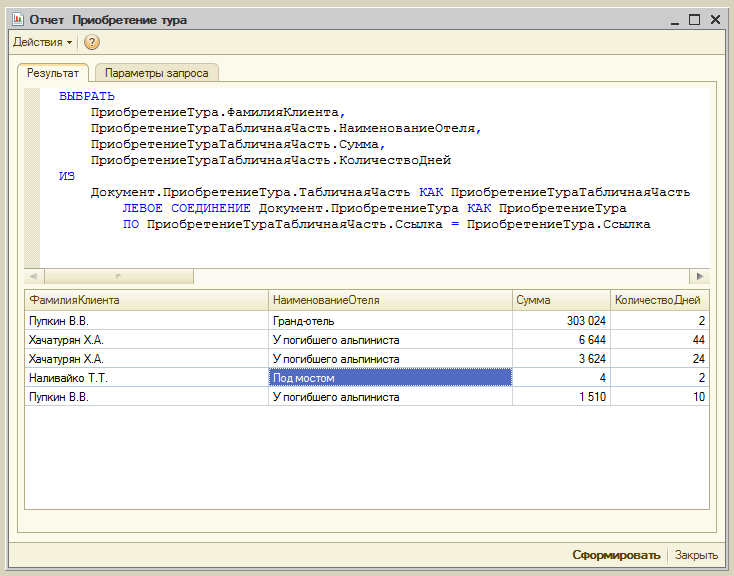 Отчет Приобретение тура
Действия ?
Результат Параметры запроса
ВЫБРАТЬ
ПриобретениеТура.ФамилияКлиента,
ПриобретениеТураТабличнаяЧасть.НаименованиеОтеля,
ПриобретениеТураТабличнаяЧасть.Сумма,
ПриобретениеТураТабличнаяЧасть.КоличествоДней
ИЗ
Документ.ПриобретениеТура.ТабличнаяЧасть КАК ПриобретениеТураТабличнаяЧасть
ЛЕВОЕ СОЕДИНЕНИЕ Документ.ПриобретениеТура КАК ПриобретениеТура
ПО ПриобретениеТураТабличнаяЧасть.Ссылка = ПриобретениеТура.Ссылка
ФамилияКлиента НаименованиеОтеля Сумма КоличествоДней
Пупкин В.В. Гранд-отель 303 024 2
Хачатурян Х.А. У погибшего альпиниста 6 644 44
Хачатурян Х.А. У погибшего альпиниста 3 624 24
Наливайко Т.Т. Под мостом 4 2
Пупкин В.В. У погибшего альпиниста 1 510 10
Сформировать Закрыть